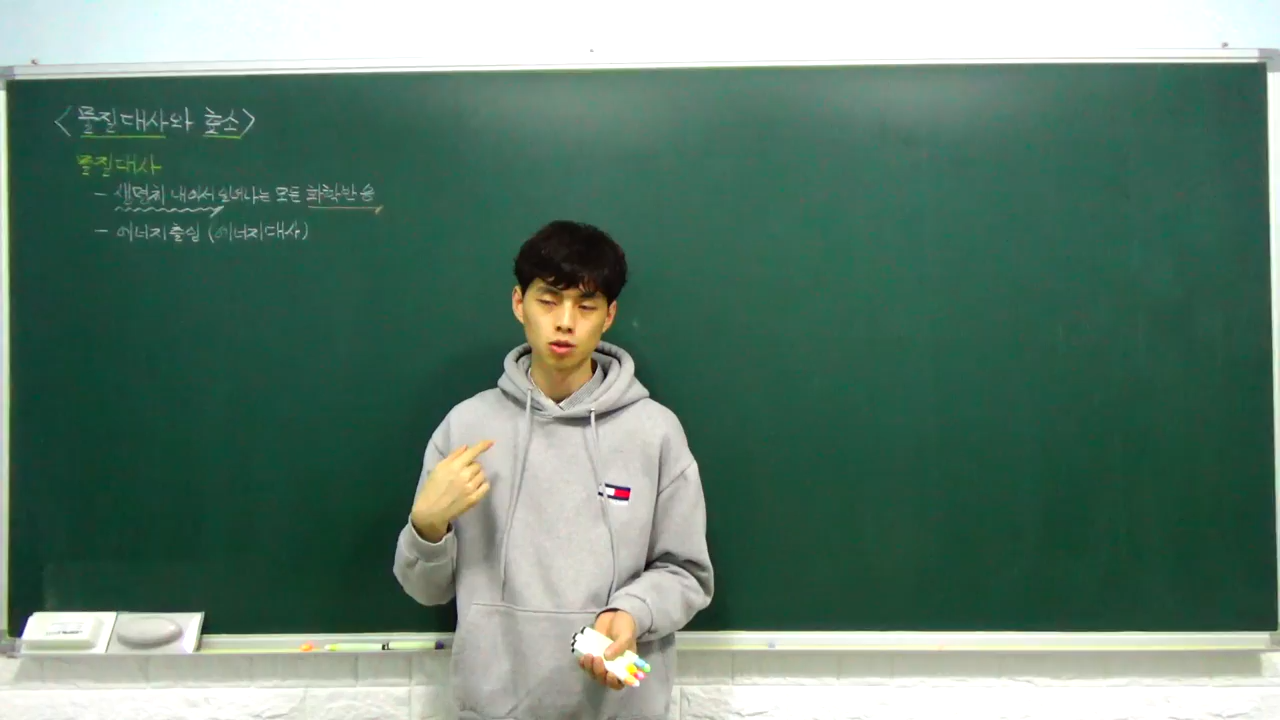 <물질대사와 효소>
물질대사
- 생명체 내에서 일어나는 모든 화학반응
- 에너지출입 (에너지대사)